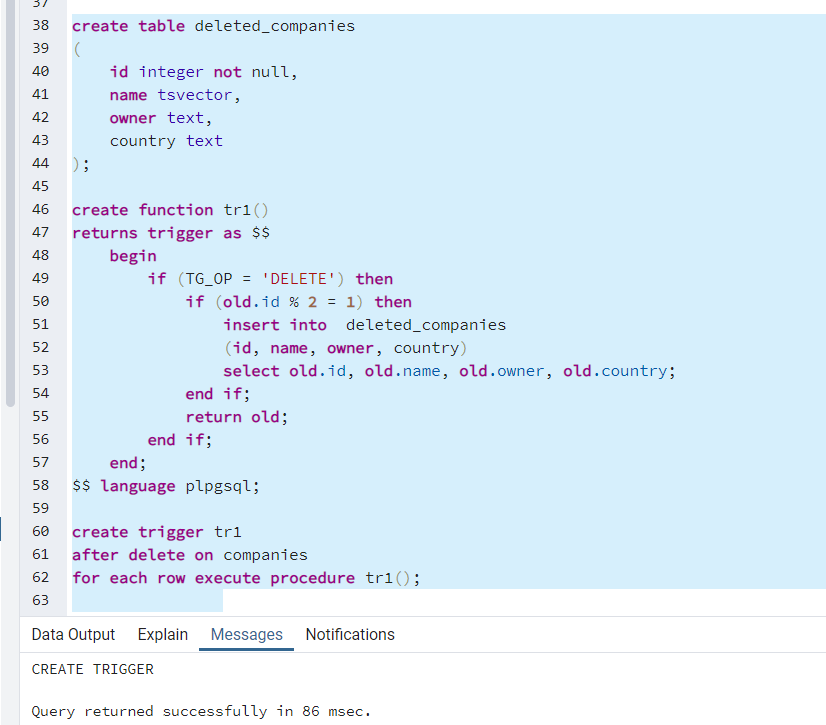 37
38 create table deleted_companies
39 (
40     id integer not null,
41     name tsvector,
42     owner text,
43     country text
44 );
45
46 create function tr1()
47 returns trigger as $$
48     begin
49         if (TG_OP = 'DELETE') then
50             if (old.id % 2 = 1) then
51                 insert into  deleted_companies
52                 (id, name, owner, country)
53                 select old.id, old.name, old.owner, old.country;
54             end if;
55             return old;
56         end if;
57     end;
58 $$ language plpgsql;
59
60 create trigger tr1
61 after delete on companies
62 for each row execute procedure tr1();
63
Data Output Explain Messages Notifications
CREATE TRIGGER
Query returned successfully in 86 msec.